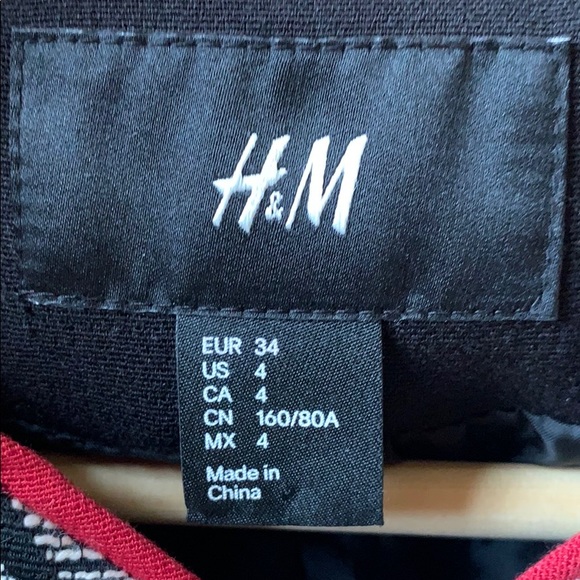 H&M
EUR 34
US 4
CA 4
CN 160/80A
MX 4
Made in
China